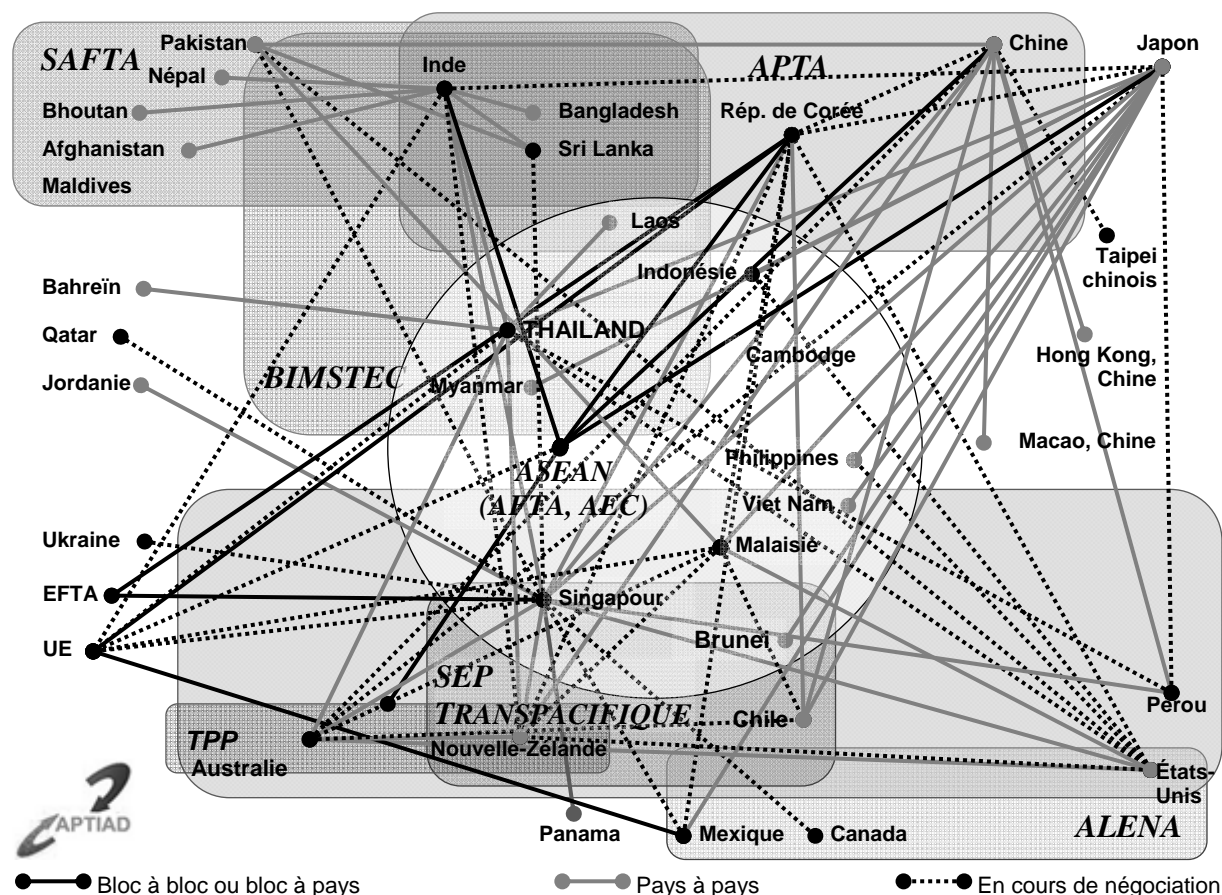 SAFTA
Pakistan
Népal
Bhoutan
Afghanistan
Maldives
Inde
Bangladesh
Sri Lanka
APTA
Chine
Japon
Rép. de Corée
Laos
Indonésie
Taipei
chinois
Bahreïn
Qatar
Jordanie
THAILAND
BIMSTEC
Myanmar
Cambodge
Hong Kong,
Chine
Macao, Chine
ASEAN
(AFTA, AEC)
Philippines
Viet Nam
Malaisie
Ukraine
EFTA
UE
Singapour
Brunei
SEP
TRANSPACIFIQUE
Chile
Pérou
TPP
Australie
Nouvelle-Zélande
États-
Unis
APTIAD
Panama
Mexique
Canada
ALENA
Bloc à bloc ou bloc à pays
Pays à pays
En cours de négociation